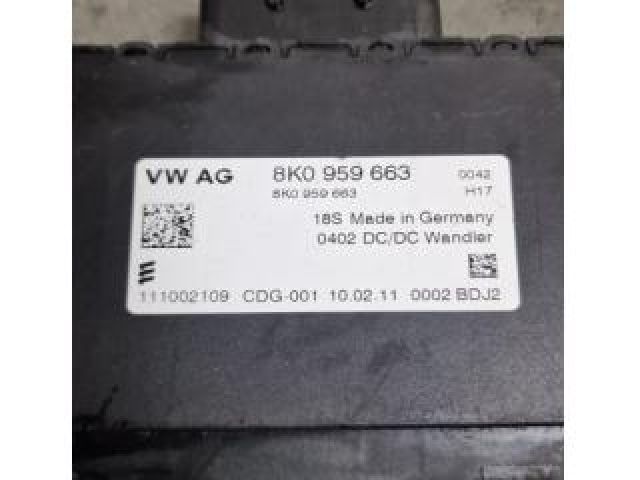 VW AG 8K0 959 663 0042
8K0 959 663 H17
18S Made in Germany
0402 DC/DC Wandler
111002109 CDG-001 10.02.11 0002 BDJ2